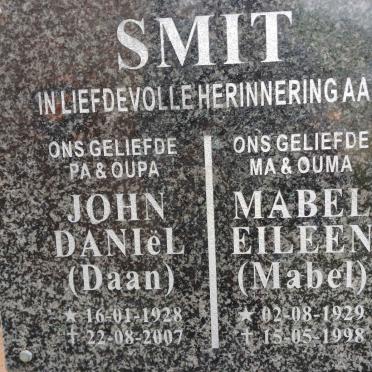 SMIT
IN LIEFDEVOLLE HERINNERING AA
ONS GELIEFDE
PA & OUPA
JOHN
DANIèL
(Daan)
★ 16-01-1928
✝ 22-08-2007
ONS GELIEFDE
MA & OUMA
MABEL
EILEEN
(Mabel)
★ 02-08-1929
✝ 15-05-1998